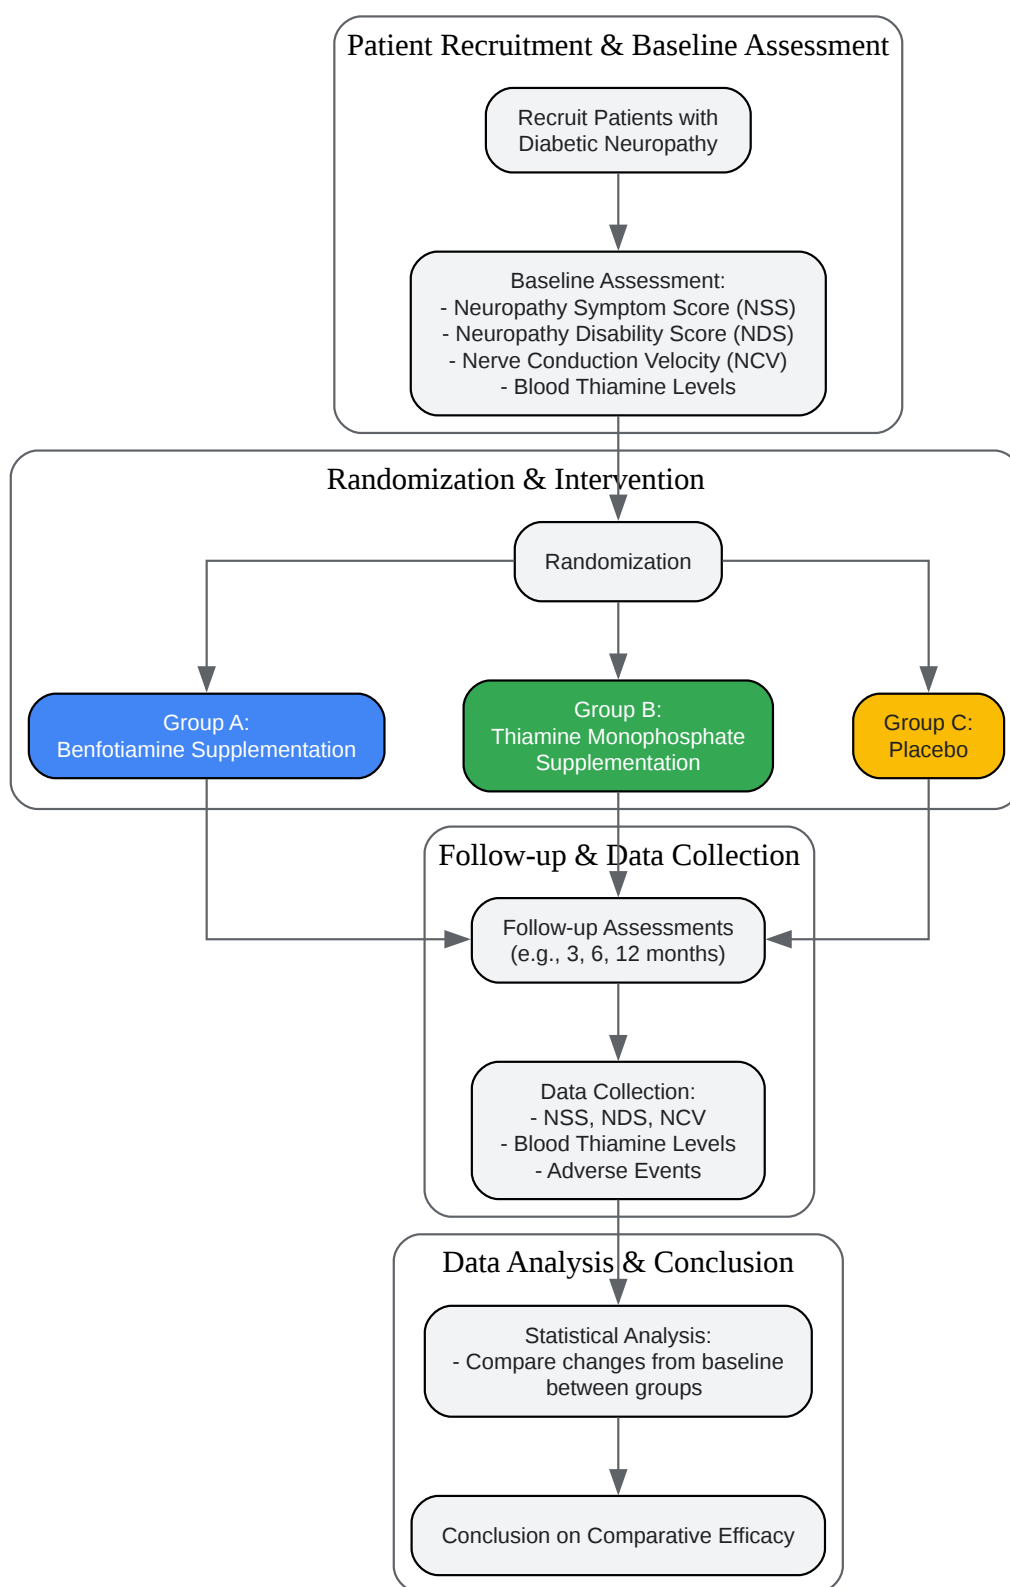 Patient Recruitment & Baseline Assessment
Recruit Patients with
Diabetic Neuropathy
Baseline Assessment:
- Neuropathy Symptom Score (NSS)
- Neuropathy Disability Score (NDS)
- Nerve Conduction Velocity (NCV)
- Blood Thiamine Levels
Randomization & Intervention
Randomization
Group A:
Benfotiamine Supplementation
Group B:
Thiamine Monophosphate
Supplementation
Group C:
Placebo
Follow-up & Data Collection
Follow-up Assessments
(e.g., 3, 6, 12 months)
Data Collection:
- NSS, NDS, NCV
- Blood Thiamine Levels
- Adverse Events
Data Analysis & Conclusion
Statistical Analysis:
- Compare changes from baseline
between groups
Conclusion on Comparative Efficacy